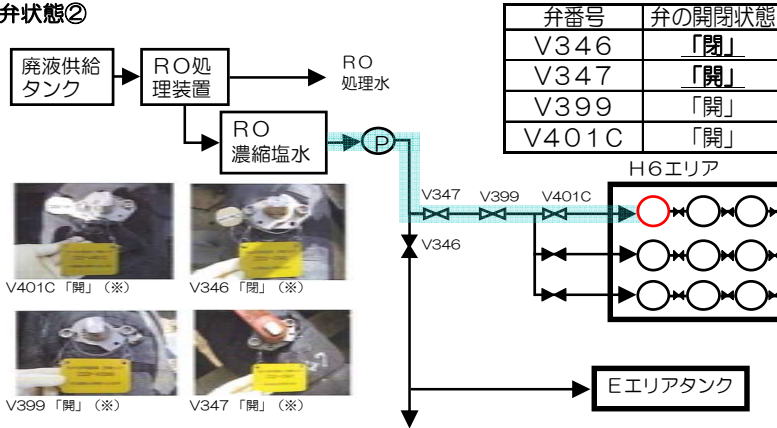 弁状態②
弁番号 弁の開閉状態
V346 「閉」
V347 「開」
V399 「開」
V401C 「開」
廃液供給
タンク
RO処
理装置
RO
処理水
RO
濃縮塩水
P
H6エリア
V347 V399 V401C
V346
V401C 「開」（※） V346 「閉」（※）
V399 「開」（※） V347 「開」（※）
Eエリアタンク